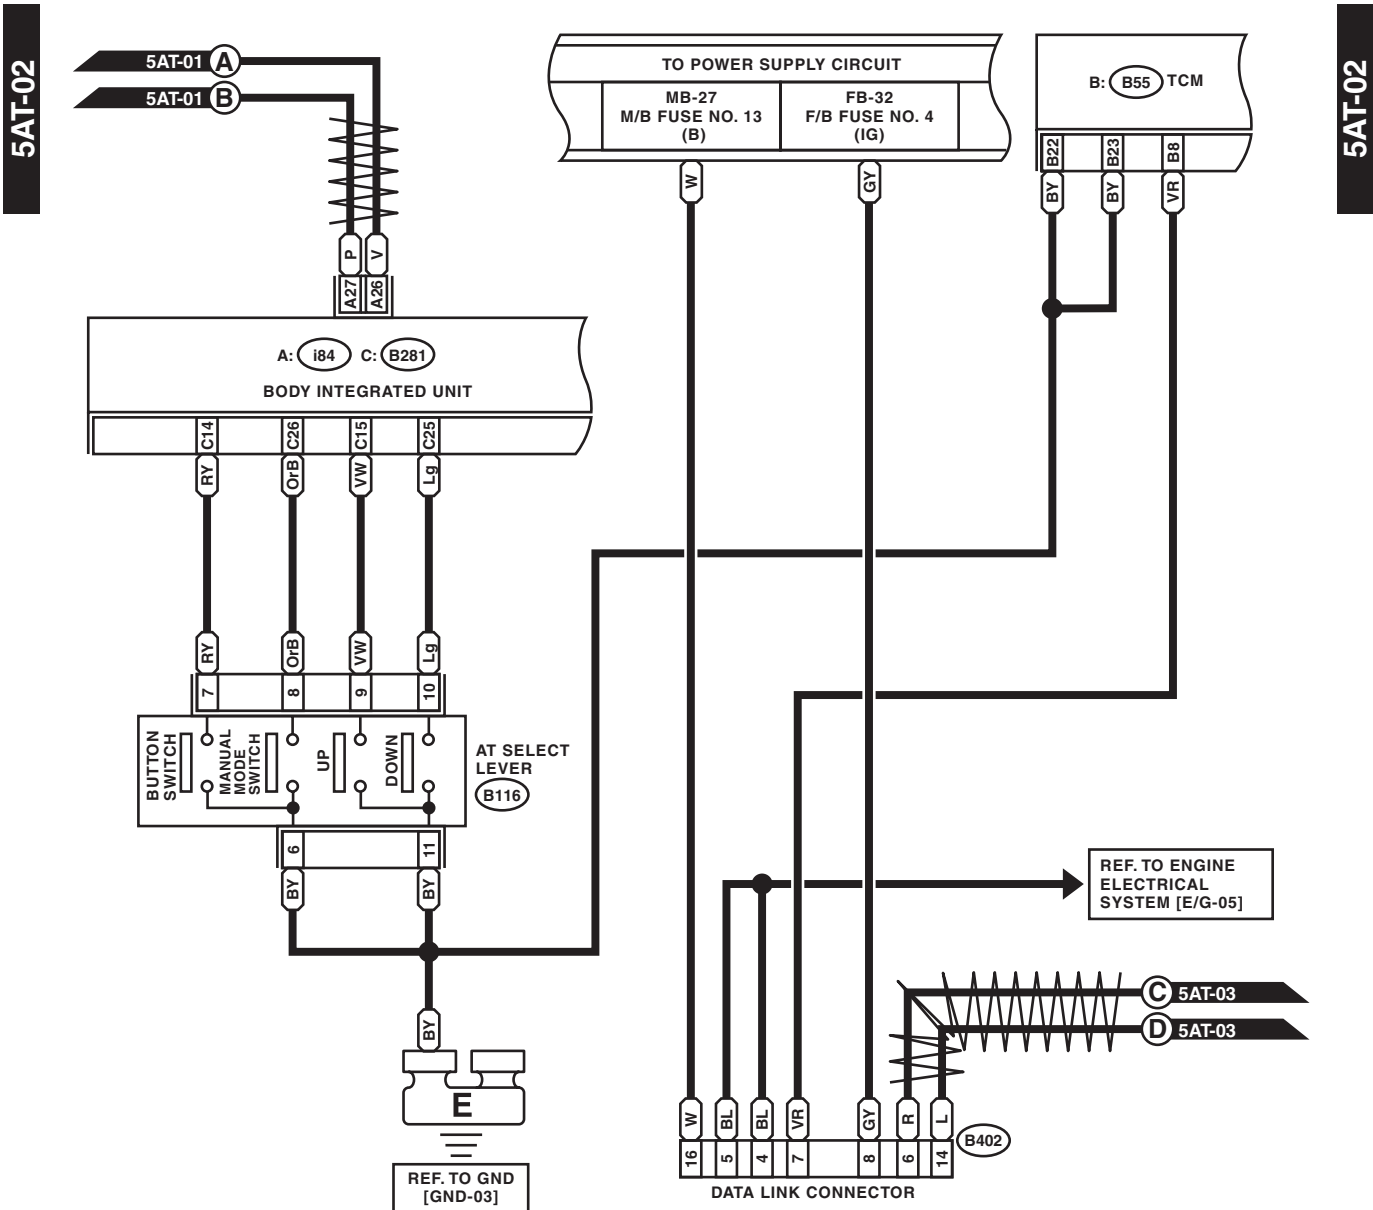 5AT-02
5AT-02
5AT-01 A
5AT-01 B
TO POWER SUPPLY CIRCUIT
MB-27
M/B FUSE NO. 13
(B)
FB-32
F/B FUSE NO. 4
(IG)
B: B55 TCM
B22
B23
B8
W
GY
BY
BY
VR
P
V
A27
A26
A: i84 C: B281
BODY INTEGRATED UNIT
C14
C26
C15
C25
RY
OrB
VW
Lg
RY
OrB
VW
Lg
7
8
9
10
BUTTON
SWITCH
MANUAL
MODE
SWITCH
UP
DOWN
AT SELECT
LEVER
B116
6
11
BY
BY
BY
E
REF. TO GND
[GND-03]
REF. TO ENGINE
ELECTRICAL
SYSTEM [E/G-05]
C 5AT-03
D 5AT-03
W
BL
BL
VR
GY
R
L
B402
16
5
4
7
8
6
14
DATA LINK CONNECTOR